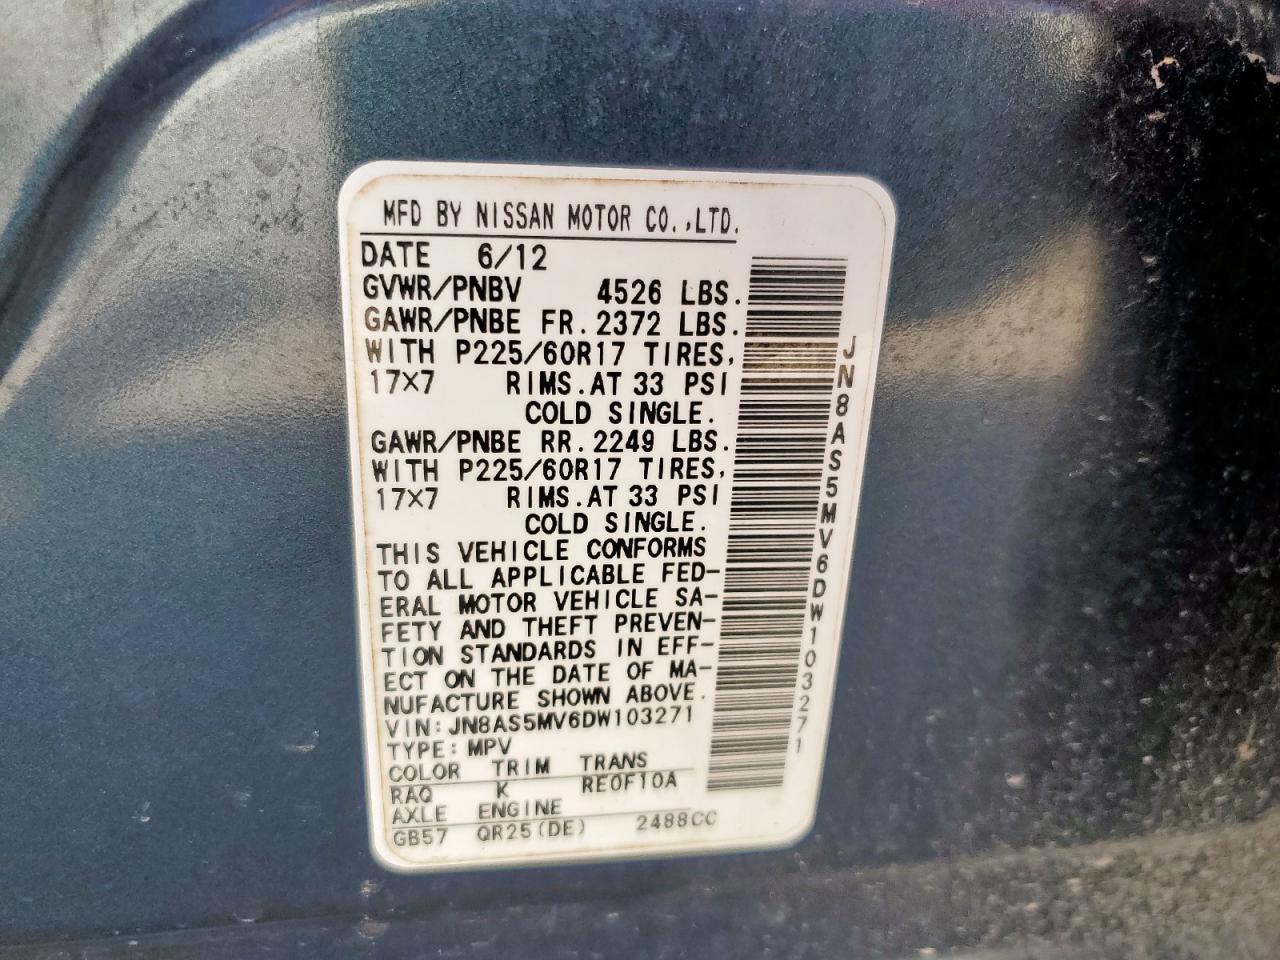 MFD BY NISSAN MOTOR CO.,LTD.
DATE 6/12
GVWR/PNBV 4526 LBS.
GAWR/PNBE FR. 2372 LBS.
WITH P225/60R17 TIRES,
17×7 RIMS. AT 33 PSI
COLD SINGLE.
GAWR/PNBE RR. 2249 LBS.
WITH P225/60R17 TIRES,
17×7 RIMS. AT 33 PSI
COLD SINGLE.
THIS VEHICLE CONFORMS
TO ALL APPLICABLE FED-
ERAL MOTOR VEHICLE SA-
FETY AND THEFT PREVEN-
TION STANDARDS IN EFF-
ECT ON THE DATE OF MA-
NUFACTURE SHOWN ABOVE.
VIN: JN8AS5MV6DW103271
TYPE: MPV
COLOR TRIM TRANS
RAQ K RE0F10A
AXLE ENGINE
GB57 QR25(DE) 2488CC
JN8AS5MV6DW103271